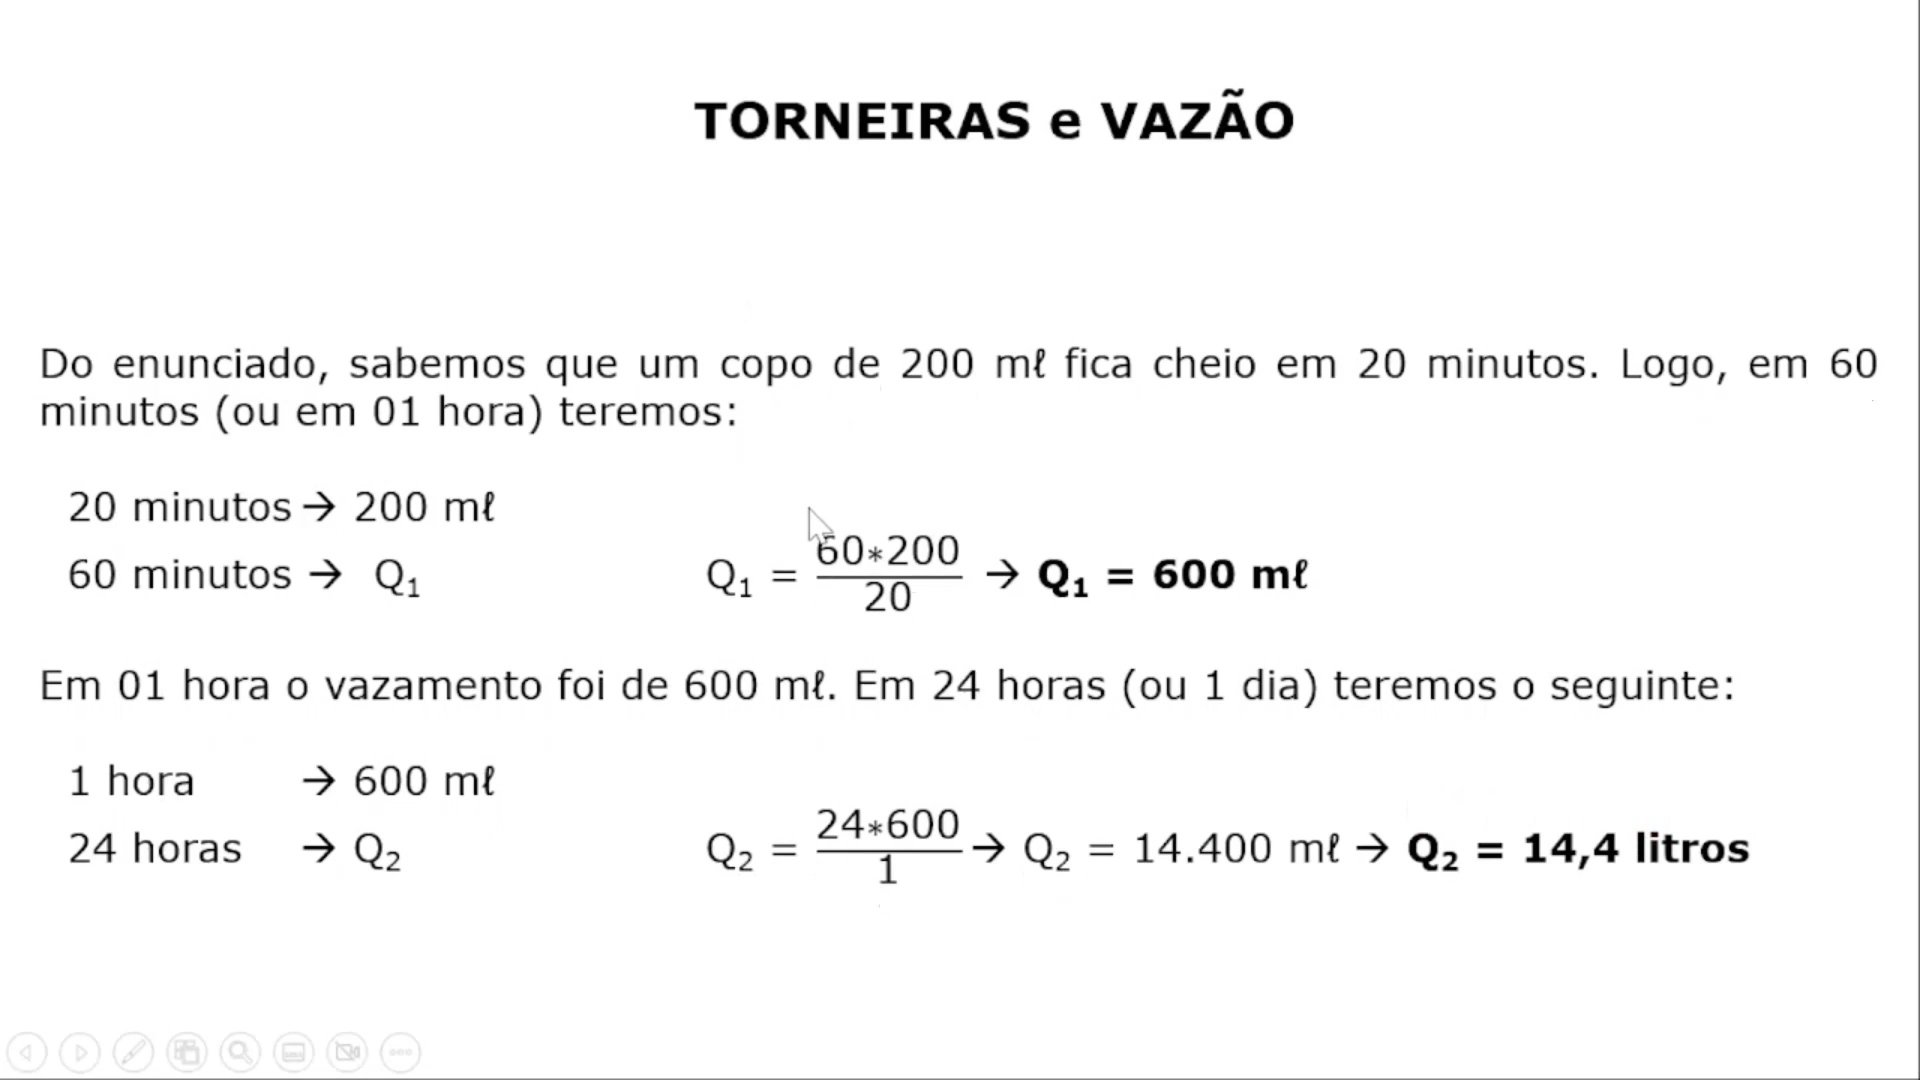 TORNEIRAS e VAZÃO
Do enunciado, sabemos que um copo de 200 mℓ fica cheio em 20 minutos. Logo, em 60
minutos (ou em 01 hora) teremos:
20 minutos → 200 mℓ
60 minutos → Q₁ Q₁ = 60*200/20 → Q₁ = 600 mℓ
Em 01 hora o vazamento foi de 600 mℓ. Em 24 horas (ou 1 dia) teremos o seguinte:
1 hora → 600 mℓ
24 horas → Q₂ Q₂ = 24*600/1 → Q₂ = 14.400 mℓ → Q₂ = 14,4 litros